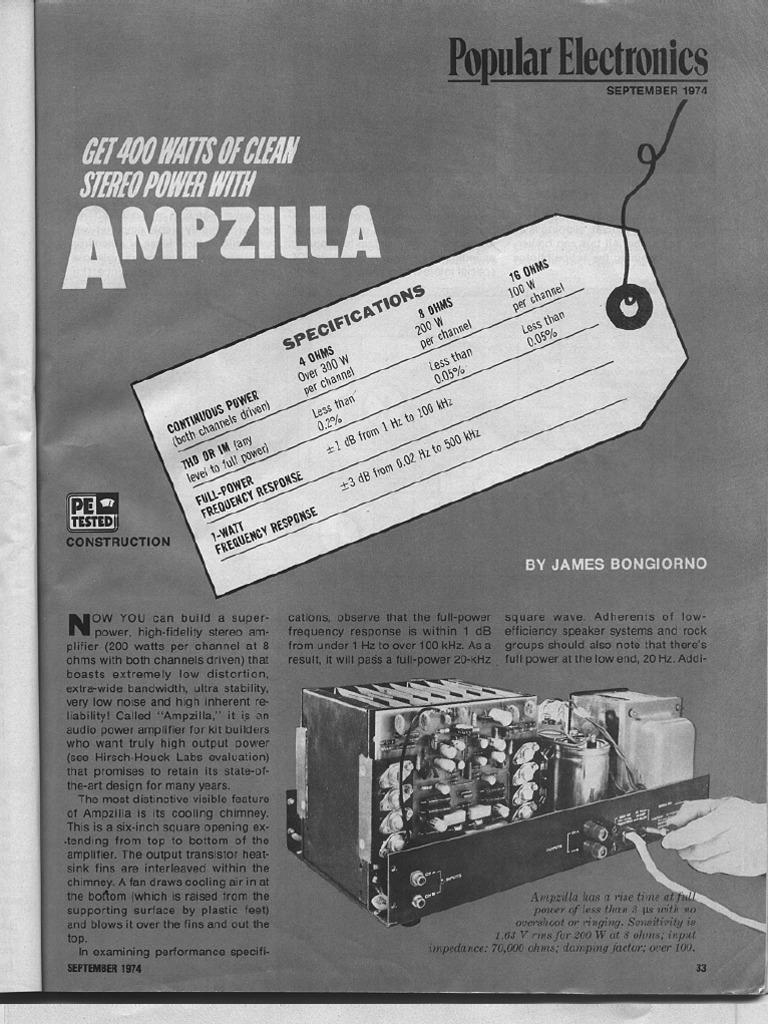 Popular Electronics
SEPTEMBER 1974
GET 400 WATTS OF CLEAN
STEREO POWER WITH
AMPZILLA
SPECIFICATIONS
4 OHMS
8 OHMS
16 OHMS
CONTINUOUS POWER
(both channels driven)
Over 300 W
per channel
200 W
per channel
100 W
per channel
THD OR IM (any
level to full power)
Less than
0.2%
Less than
0.05%
Less than
0.05%
FULL-POWER
FREQUENCY RESPONSE
±1 dB from 1 Hz to 100 kHz
1-WATT
FREQUENCY RESPONSE
±3 dB from 0.02 Hz to 500 kHz
PE
TESTED
CONSTRUCTION
BY JAMES BONGIORNO
NOW YOU can build a super-
power, high-fidelity stereo am-
plifier (200 watts per channel at 8
ohms with both channels driven) that
boasts extremely low distortion,
extra-wide bandwidth, ultra stability,
very low noise and high inherent re-
liability! Called "Ampzilla," it is an
audio power amplifier for kit builders
who want truly high output power
(see Hirsch-Houck Labs evaluation)
that promises to retain its state-of-
the-art design for many years.
The most distinctive visible feature
of Ampzilla is its cooling chimney.
This is a six-inch square opening ex-
tending from top to bottom of the
amplifier. The output transistor heat-
sink fins are interleaved within the
chimney. A fan draws cooling air in at
the bottom (which is raised from the
supporting surface by plastic feet)
and blows it over the fins and out the
top.
In examining performance specifi-
cations, observe that the full-power
frequency response is within 1 dB
from under 1 Hz to over 100 kHz. As a
result, it will pass a full-power 20-kHz
square wave. Adherents of low-
efficiency speaker systems and rock
groups should also note that there's
full power at the low end, 20 Hz. Addi-
CH A
CH B
INPUTS
OUTPUTS
Ampzilla has a rise time at full
power of less than 3 µs with no
overshoot or ringing. Sensitivity is
1.63 V rms for 200 W at 8 ohms; input
impedance: 70,000 ohms; damping factor: over 100.
SEPTEMBER 1974
33